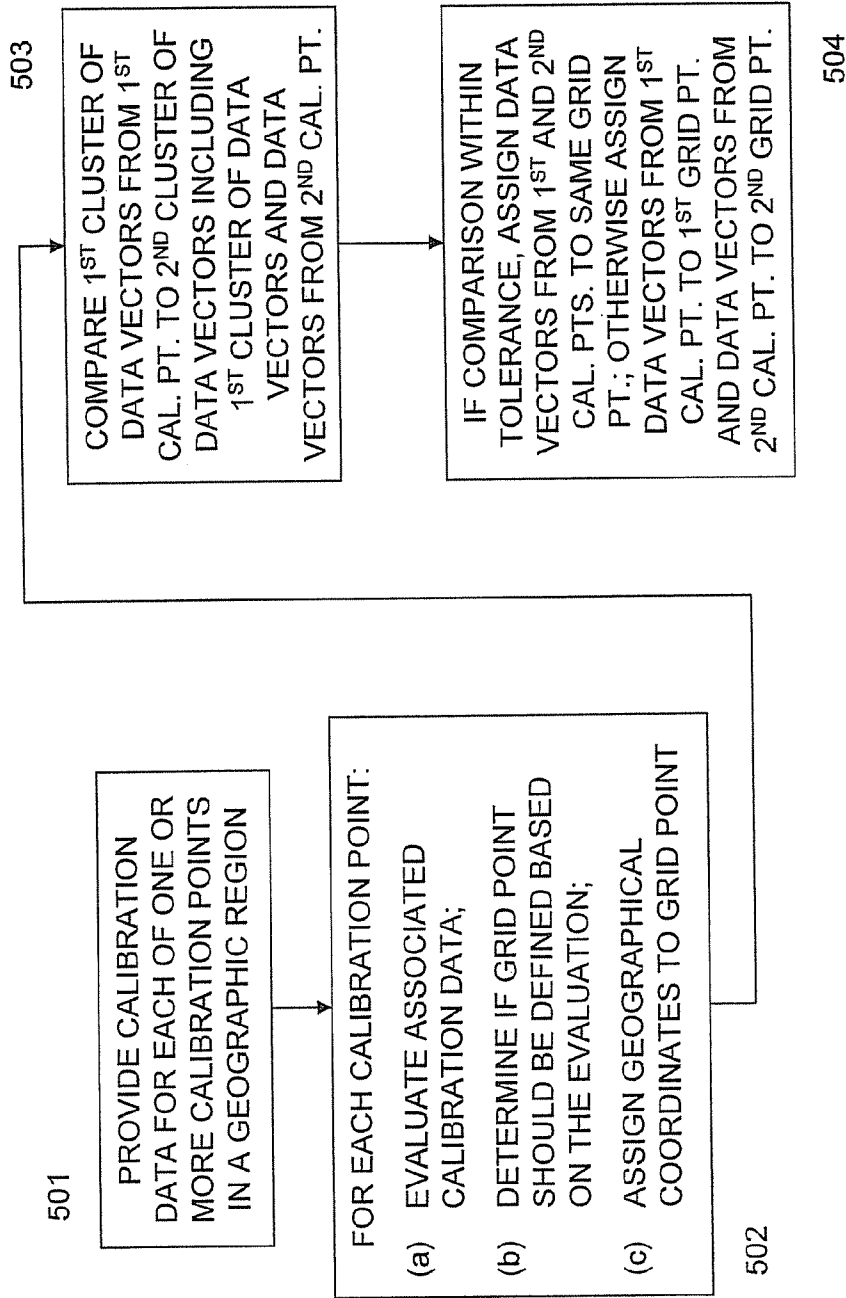 501
PROVIDE CALIBRATION
DATA FOR EACH OF ONE OR
MORE CALIBRATION POINTS
IN A GEOGRAPHIC REGION
FOR EACH CALIBRATION POINT:
(a) EVALUATE ASSOCIATED
CALIBRATION DATA;
(b) DETERMINE IF GRID POINT
SHOULD BE DEFINED BASED
ON THE EVALUATION;
(c) ASSIGN GEOGRAPHICAL
COORDINATES TO GRID POINT
502
503
COMPARE 1ST CLUSTER OF
DATA VECTORS FROM 1ST
CAL. PT. TO 2ND CLUSTER OF
DATA VECTORS INCLUDING
1ST CLUSTER OF DATA
VECTORS AND DATA
VECTORS FROM 2ND CAL. PT.
IF COMPARISON WITHIN
TOLERANCE, ASSIGN DATA
VECTORS FROM 1ST AND 2ND
CAL. PTS. TO SAME GRID
PT.; OTHERWISE ASSIGN
DATA VECTORS FROM 1ST
CAL. PT. TO 1ST GRID PT.
AND DATA VECTORS FROM
2ND CAL. PT. TO 2ND GRID PT.
504